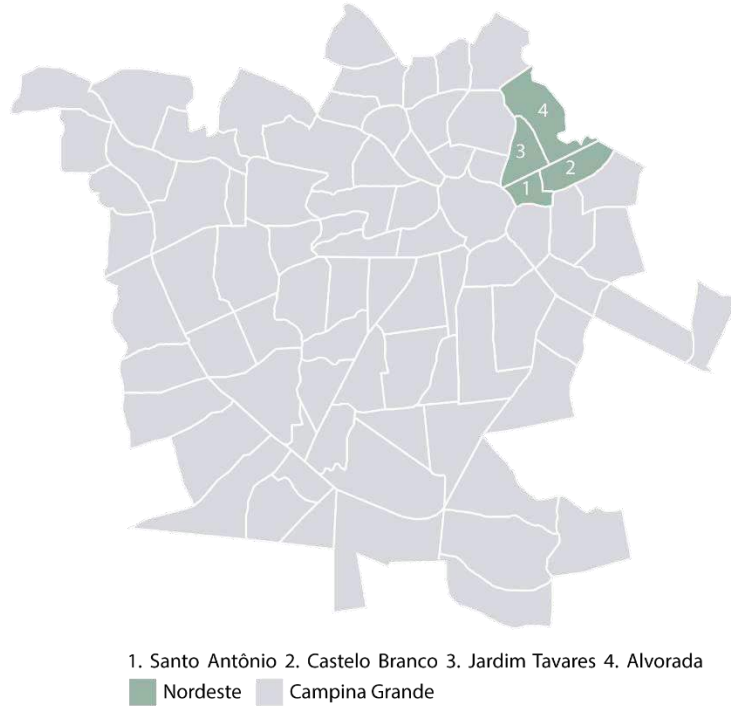 4
3
2
1
1. Santo Antônio 2. Castelo Branco 3. Jardim Tavares 4. Alvorada
Nordeste Campina Grande